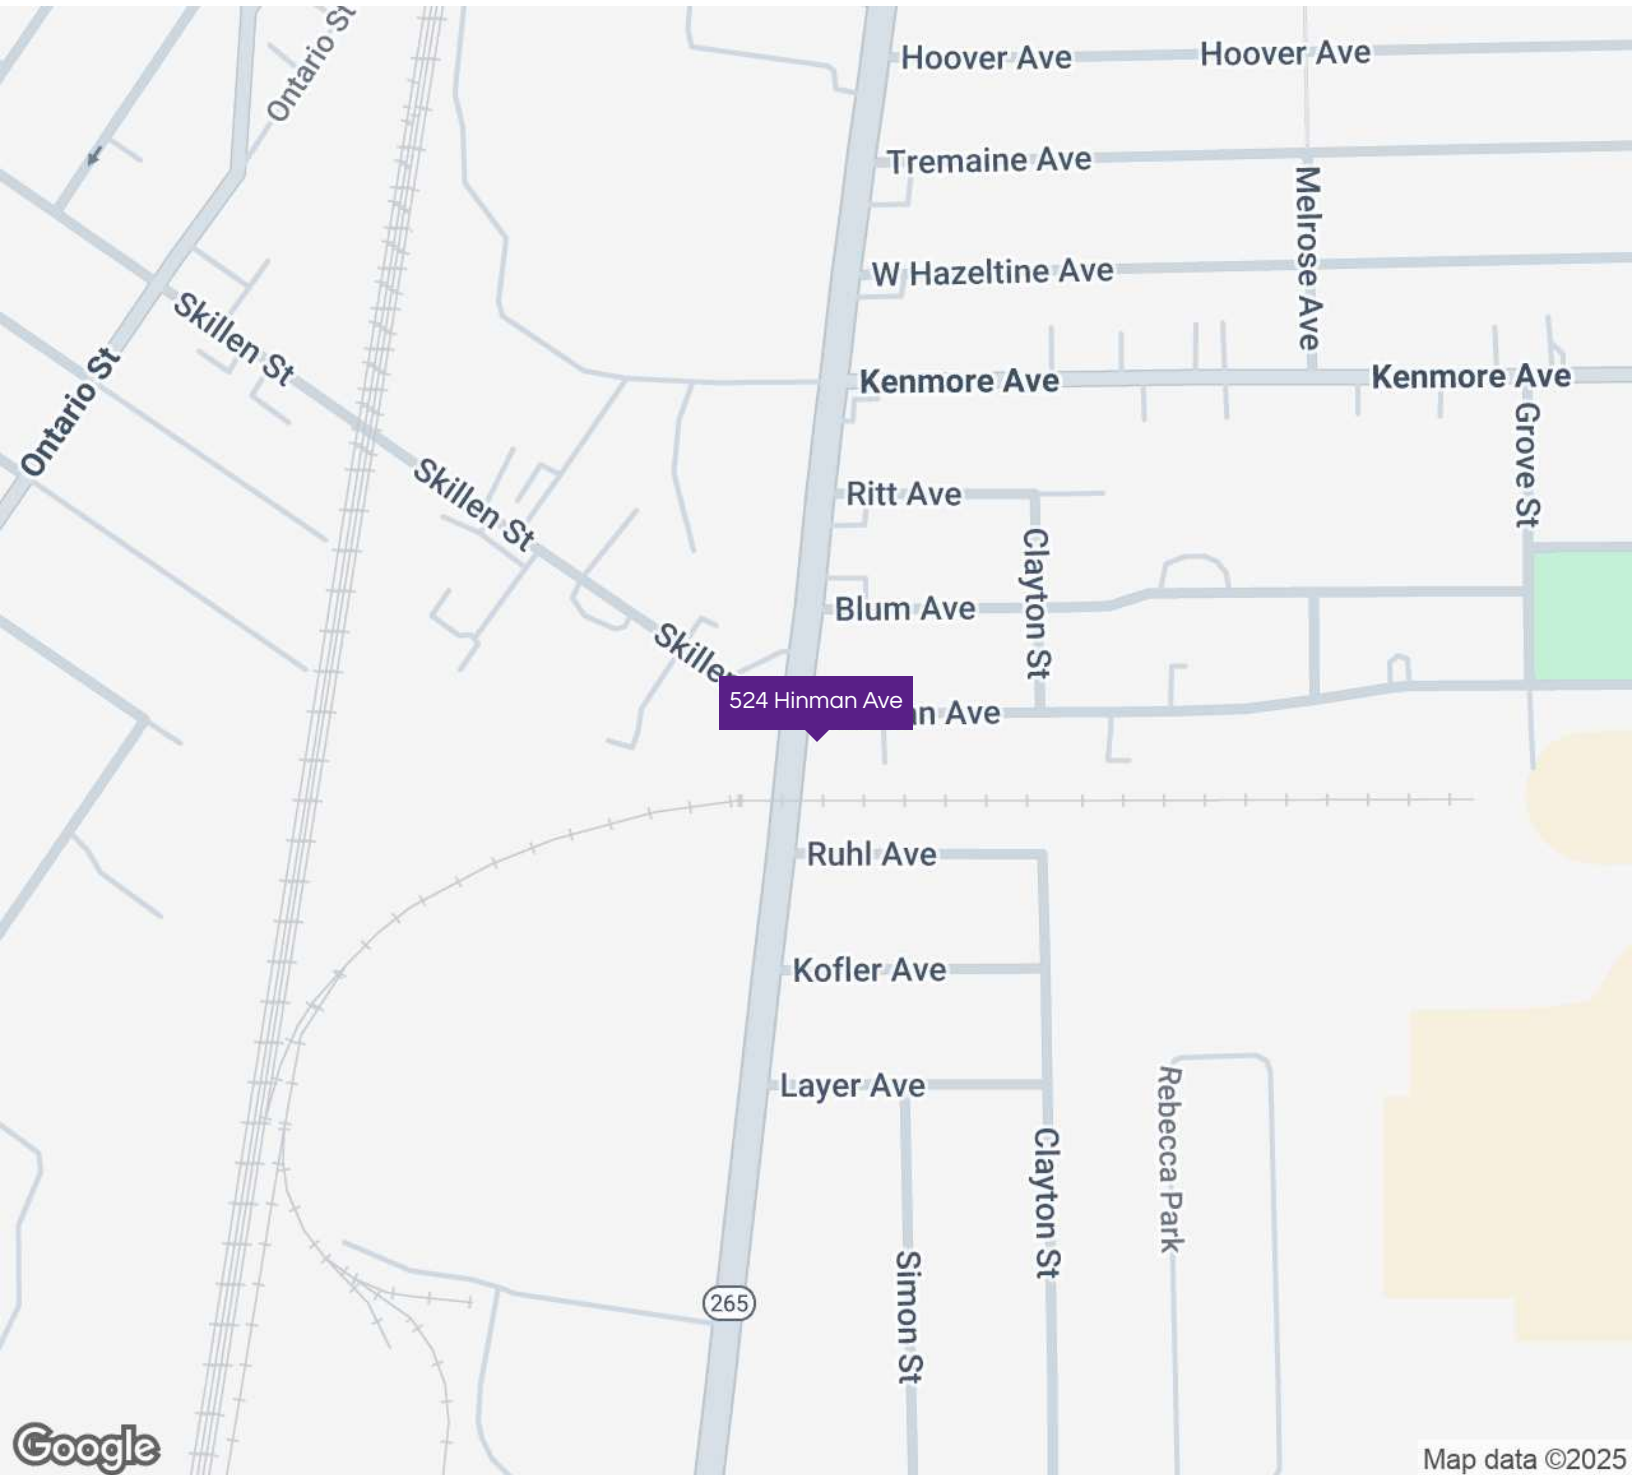 Ontario St
Hoover Ave
Hoover Ave
Tremaine Ave
Melrose Ave
W Hazeltine Ave
Skillen St
Ontario St
Kenmore Ave
Kenmore Ave
Grove St
Skillen St
Ritt Ave
Clayton St
Blum Ave
Skillen
524 Hinman Ave
an Ave
Ruhl Ave
Kofler Ave
Layer Ave
Rebecca Park
Clayton St
Simon St
265
Google
Map data ©2025